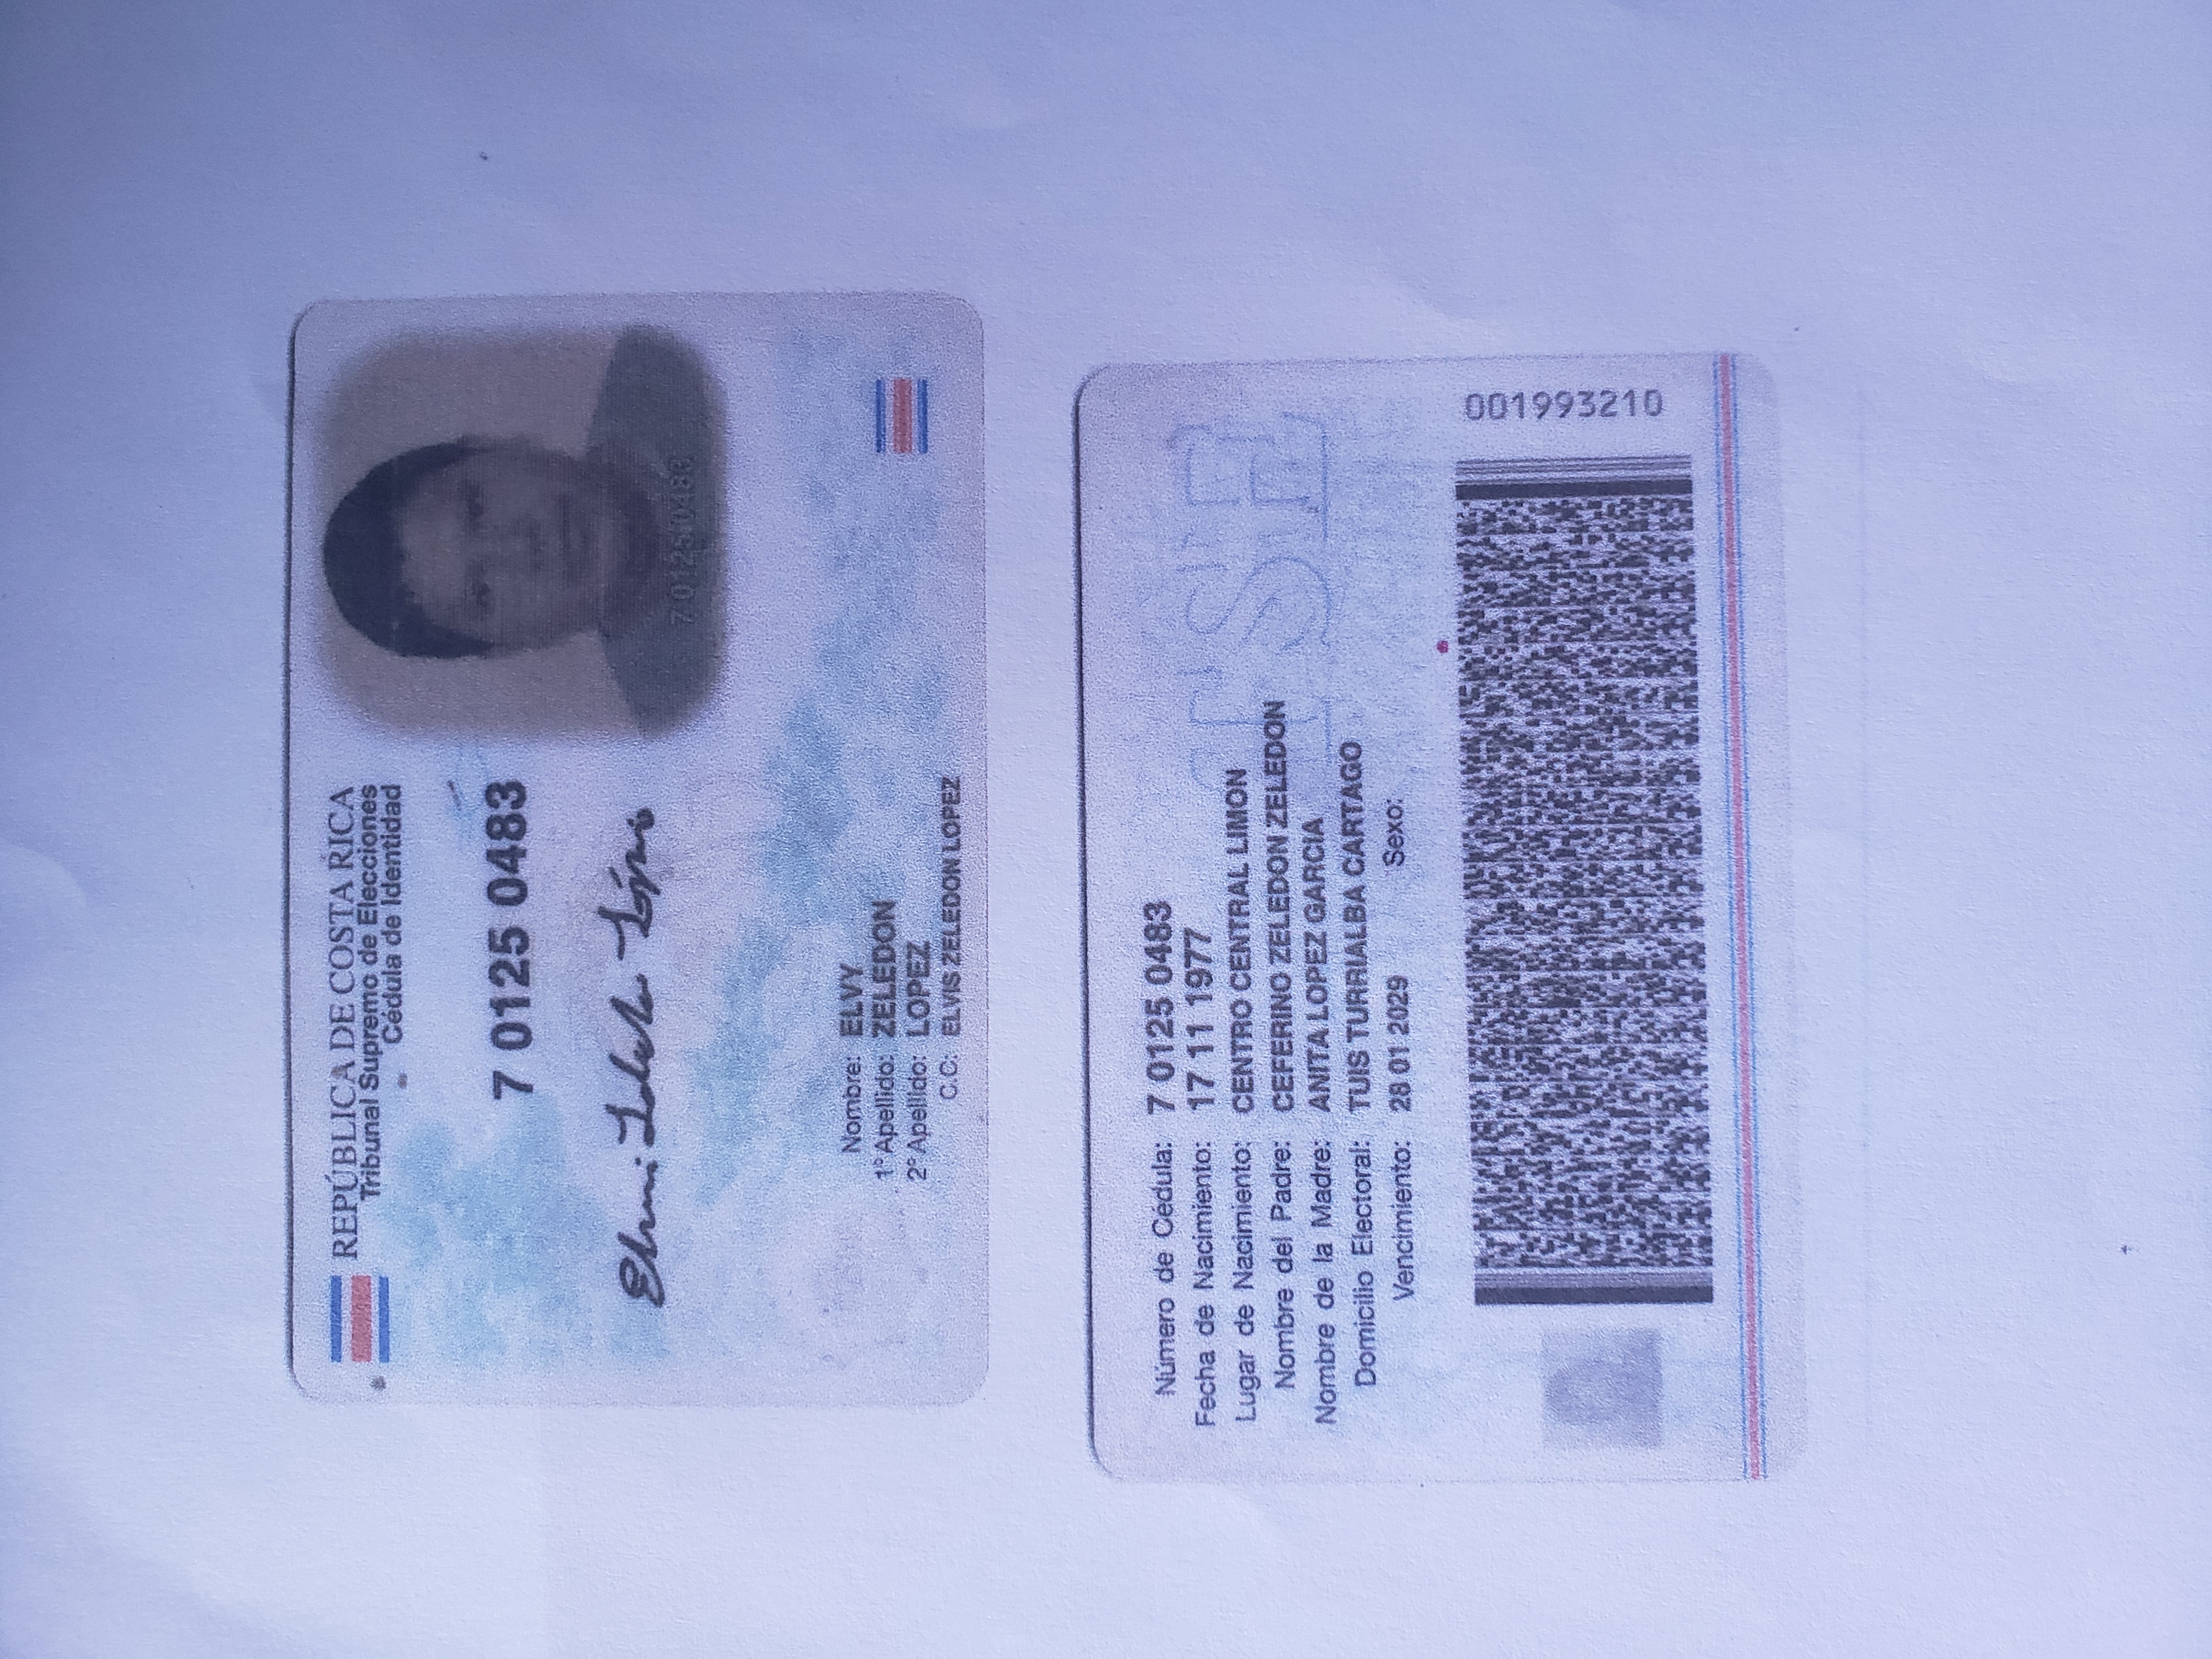 REPÚBLICA DE COSTA RICA
Tribunal Supremo de Elecciones
Cédula de Identidad
7 0125 0483
7 0125 0483
Nombre: ELVY
1° Apellido: ZELEDON
2° Apellido: LOPEZ
C.C: ELVIS ZELEDON LOPEZ
Número de Cédula: 7 0125 0483
Fecha de Nacimiento: 17 11 1977
Lugar de Nacimiento: CENTRO CENTRAL LIMON
Nombre del Padre: CEFERINO ZELEDON ZELEDON
Nombre de la Madre: ANITA LOPEZ GARCIA
Domicilio Electoral: TUIS TURRIALBA CARTAGO
Vencimiento: 28 01 2029 Sexo:
TSE
001993210